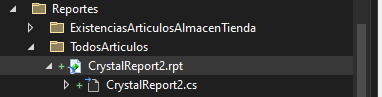 Reportes
ExistenciasArticulosAlmacenTienda
TodosArticulos
CrystalReport2.rpt
CrystalReport2.cs